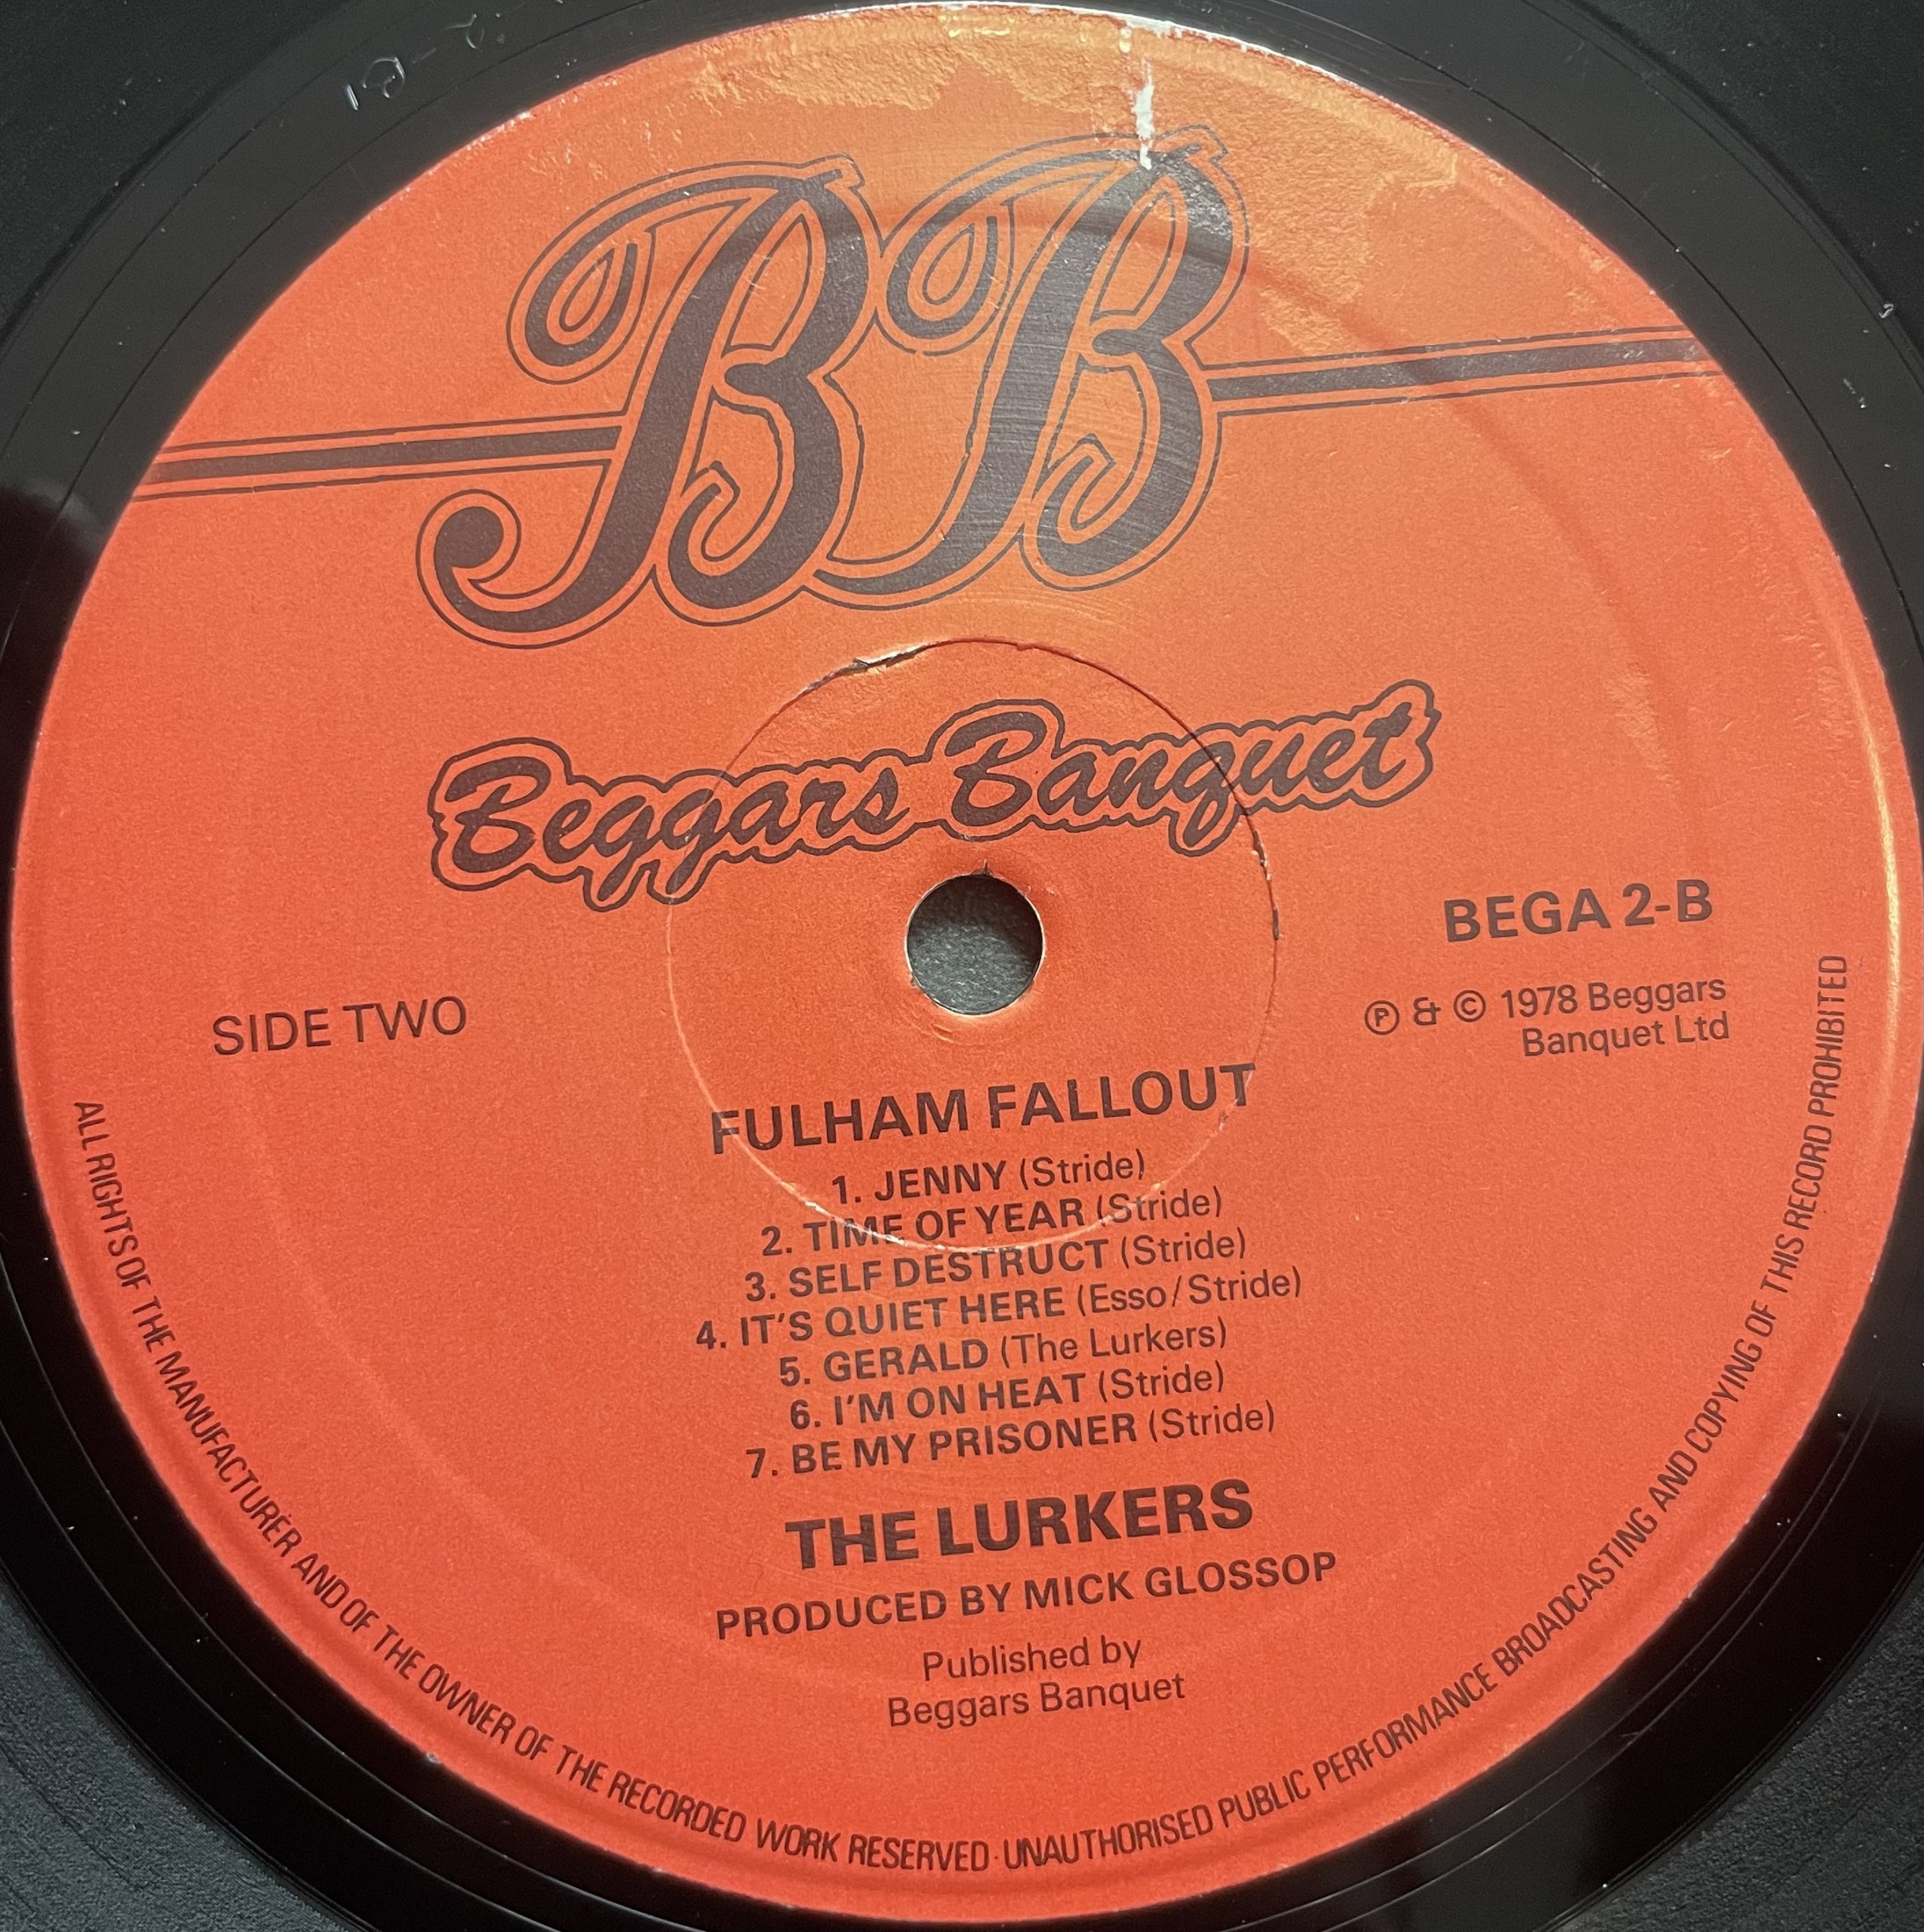 BB
Beggars Banquet
BEGA 2-B
SIDE TWO
Ⓟ & © 1978 Beggars
Banquet Ltd
FULHAM FALLOUT
1. JENNY (Stride)
2. TIME OF YEAR (Stride)
3. SELF DESTRUCT (Stride)
4. IT'S QUIET HERE (Esso/Stride)
5. GERALD (The Lurkers)
6. I'M ON HEAT (Stride)
7. BE MY PRISONER (Stride)
THE LURKERS
PRODUCED BY MICK GLOSSOP
Published by
Beggars Banquet
ALL RIGHTS OF THE MANUFACTURER AND OF THE OWNER OF THE RECORDED WORK RESERVED · UNAUTHORISED PUBLIC PERFORMANCE BROADCASTING AND COPYING OF THIS RECORD PROHIBITED